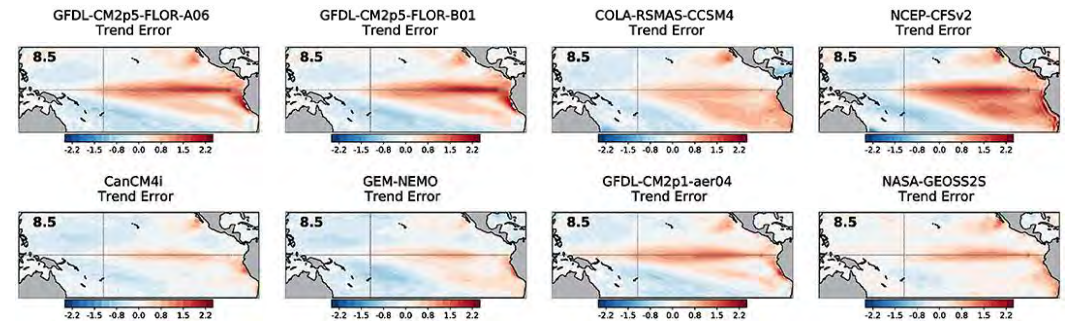 GFDL-CM2p5-FLOR-A06
Trend Error
8.5
-2.2 -1.5 -0.8 0.0 0.8 1.5 2.2
GFDL-CM2p5-FLOR-B01
Trend Error
8.5
-2.2 -1.5 -0.8 0.0 0.8 1.5 2.2
COLA-RSMAS-CCSM4
Trend Error
8.5
-2.2 -1.5 -0.8 0.0 0.8 1.5 2.2
NCEP-CFSv2
Trend Error
8.5
-2.2 -1.5 -0.8 0.0 0.8 1.5 2.2
CanCM4i
Trend Error
8.5
-2.2 -1.5 -0.8 0.0 0.8 1.5 2.2
GEM-NEMO
Trend Error
8.5
-2.2 -1.5 -0.8 0.0 0.8 1.5 2.2
GFDL-CM2p1-aer04
Trend Error
8.5
-2.2 -1.5 -0.8 0.0 0.8 1.5 2.2
NASA-GEOSS2S
Trend Error
8.5
-2.2 -1.5 -0.8 0.0 0.8 1.5 2.2